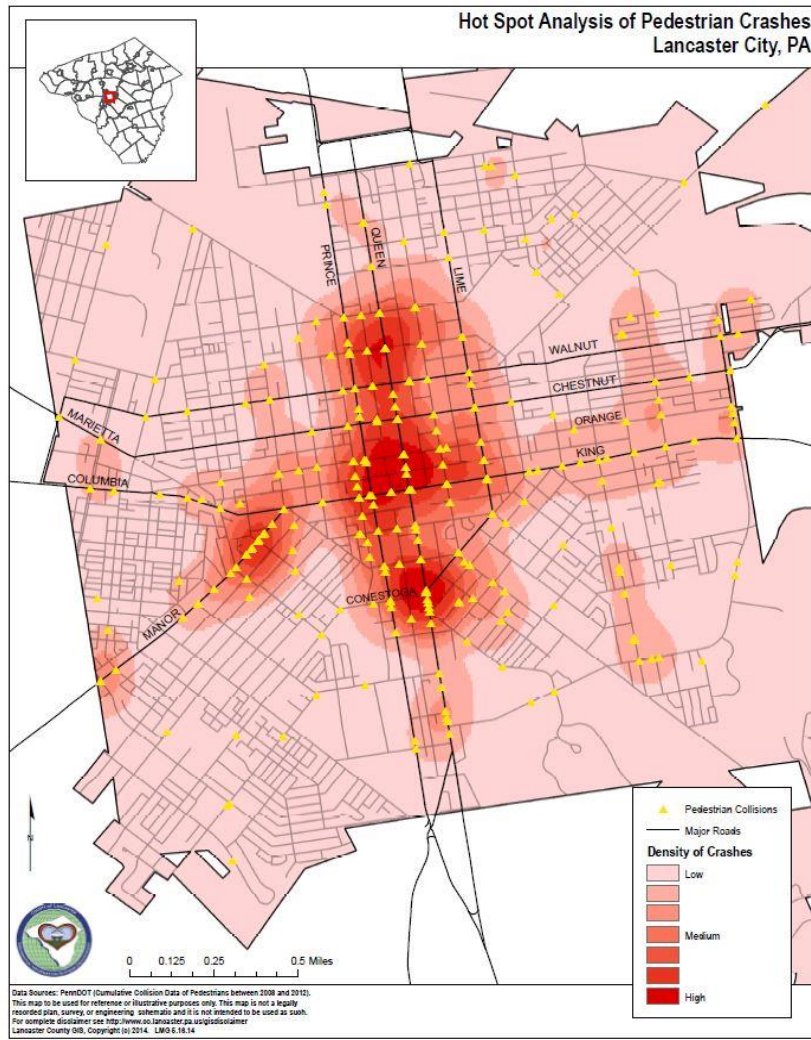 Hot Spot Analysis of Pedestrian Crashes
Lancaster City, PA
PRINCE
QUEEN
LIME
WALNUT
CHESTNUT
ORANGE
KING
MARIETTA
COLUMBIA
CONESTOGA
MANOR
N
Pedestrian Collisions
Major Roads
Density of Crashes
Low
Medium
High
0 0.125 0.25 0.5 Miles
Data Sources: PennDOT (Cumulative Collision Data of Pedestrians between 2008 and 2012).
This map to be used for reference or illustrative purposes only. This map is not a legally
recorded plan, survey, or engineering schematic and it is not intended to be used as such.
For complete disclaimer see http://www.co.lancaster.pa.us/gisdisclaimer
Lancaster County GIS, Copyright (c) 2014. LMG 5.16.14